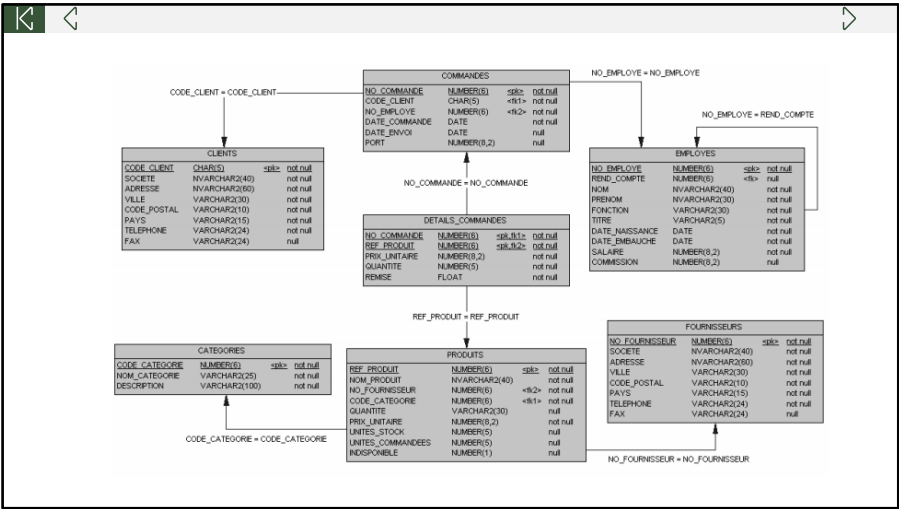 COMMANDES
NO_COMMANDE NUMBER(6) <pk> not null
CODE_CLIENT CHAR(5) <fk1> not null
NO_EMPLOYE NUMBER(6) <fk2> not null
DATE_COMMANDE DATE not null
DATE_ENVOI DATE null
PORT NUMBER(8,2) null
NO_EMPLOYE = NO_EMPLOYE
CODE_CLIENT = CODE_CLIENT
NO_EMPLOYE = REND_COMPTE
CLIENTS
CODE_CLIENT CHAR(5) <pk> not null
SOCIETE NVARCHAR2(40) not null
ADRESSE NVARCHAR2(60) not null
VILLE VARCHAR2(30) not null
CODE_POSTAL VARCHAR2(10) not null
PAYS VARCHAR2(15) not null
TELEPHONE VARCHAR2(24) not null
FAX VARCHAR2(24) null
EMPLOYES
NO_EMPLOYE NUMBER(6) <pk> not null
REND_COMPTE NUMBER(6) <fk> null
NOM NVARCHAR2(40) not null
PRENOM NVARCHAR2(30) not null
FONCTION VARCHAR2(30) not null
TITRE VARCHAR2(5) not null
DATE_NAISSANCE DATE not null
DATE_EMBAUCHE DATE not null
SALAIRE NUMBER(8,2) not null
COMMISSION NUMBER(8,2) null
NO_COMMANDE = NO_COMMANDE
DETAILS_COMMANDES
NO_COMMANDE NUMBER(6) <pk,fk1> not null
REF_PRODUIT NUMBER(6) <pk,fk2> not null
PRIX_UNITAIRE NUMBER(8,2) not null
QUANTITE NUMBER(5) not null
REMISE FLOAT not null
REF_PRODUIT = REF_PRODUIT
CATEGORIES
CODE_CATEGORIE NUMBER(6) <pk> not null
NOM_CATEGORIE VARCHAR2(25) not null
DESCRIPTION VARCHAR2(100) not null
PRODUITS
REF_PRODUIT NUMBER(6) <pk> not null
NOM_PRODUIT NVARCHAR2(40) not null
NO_FOURNISSEUR NUMBER(6) <fk2> not null
CODE_CATEGORIE NUMBER(6) <fk1> not null
QUANTITE VARCHAR2(30) null
PRIX_UNITAIRE NUMBER(8,2) not null
UNITES_STOCK NUMBER(5) null
UNITES_COMMANDEES NUMBER(5) null
INDISPONIBLE NUMBER(1) null
FOURNISSEURS
NO_FOURNISSEUR NUMBER(6) <pk> not null
SOCIETE NVARCHAR2(40) not null
ADRESSE NVARCHAR2(60) not null
VILLE VARCHAR2(30) not null
CODE_POSTAL VARCHAR2(10) not null
PAYS VARCHAR2(15) not null
TELEPHONE VARCHAR2(24) not null
FAX VARCHAR2(24) null
CODE_CATEGORIE = CODE_CATEGORIE
NO_FOURNISSEUR = NO_FOURNISSEUR